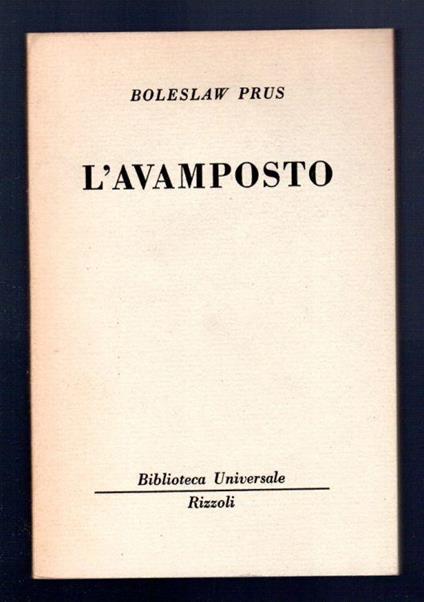 BOLESLAW PRUS
L'AVAMPOSTO
Biblioteca Universale
Rizzoli